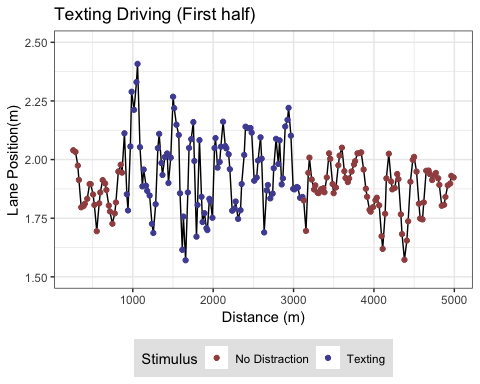 Texting Driving (First half)
2.50
2.25
2.00
1.75
1.50
Lane Position(m)
1000 2000 3000 4000 5000
Distance (m)
Stimulus No Distraction Texting